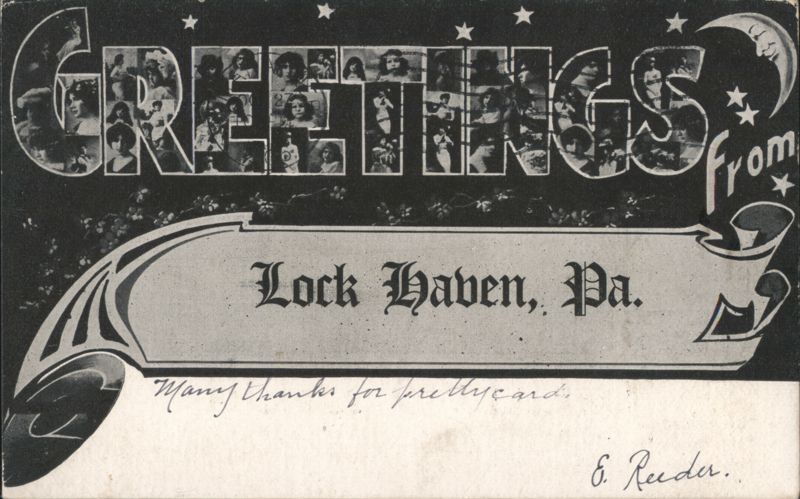 GREETINGS
from
Lock Haven, Pa.
Many thanks for pretty card.
E. Reeder.